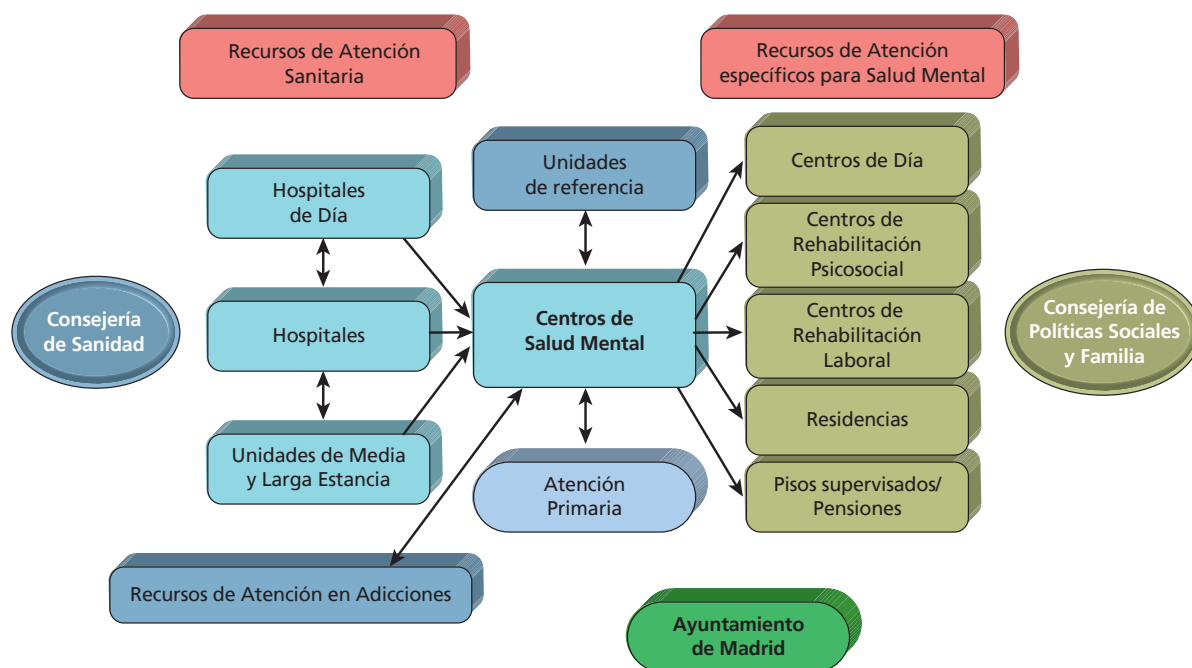 Recursos de Atención
Sanitaria
Recursos de Atención
específicos para Salud Mental
Hospitales
de Día
Unidades
de referencia
Centros de Día
Centros de
Rehabilitación
Psicosocial
Consejería
de Sanidad
Hospitales
Centros de
Salud Mental
Centros de
Rehabilitación
Laboral
Consejería de
Políticas Sociales
y Familia
Residencias
Unidades de Media
y Larga Estancia
Atención
Primaria
Pisos supervisados/
Pensiones
Recursos de Atención en Adicciones
Ayuntamiento
de Madrid